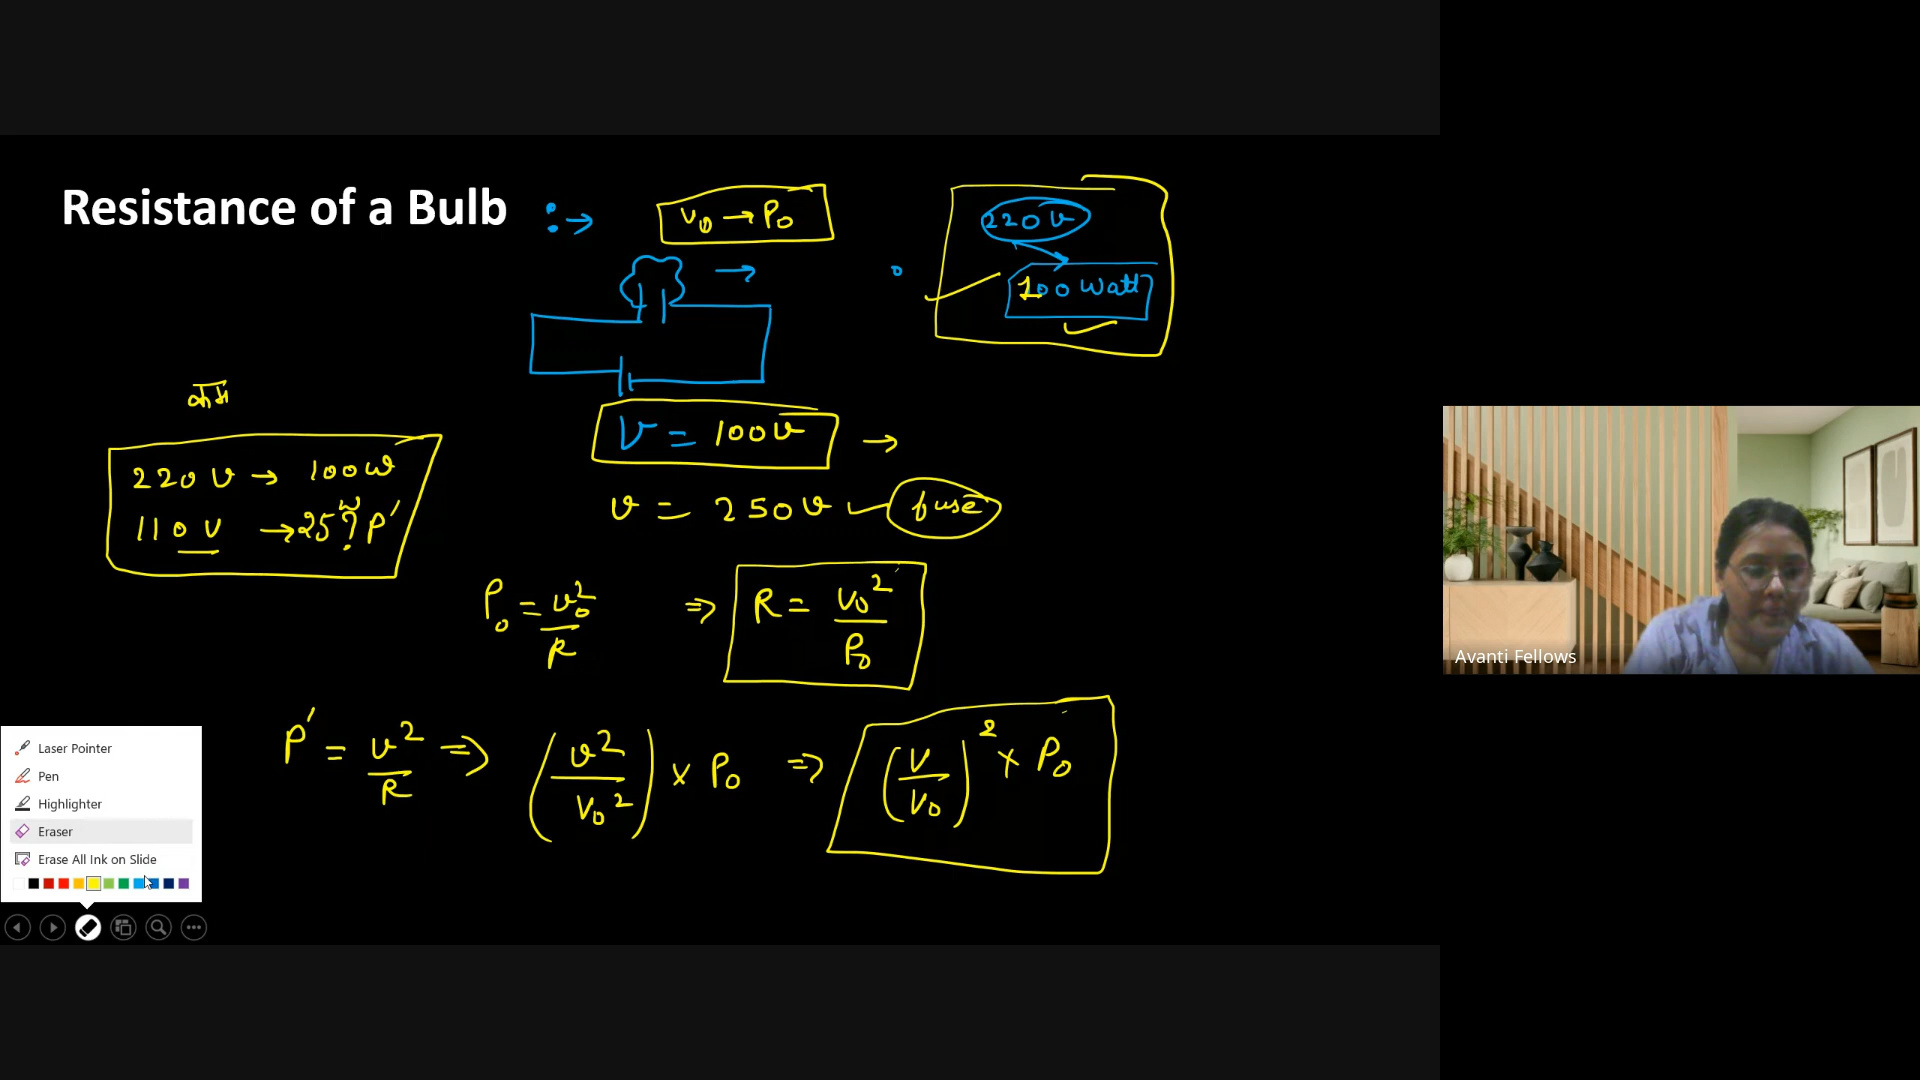 Resistance of a Bulb :→
V₀ → P₀
220 V
100 Watt
V = 100 V →
V = 250 V
fuse
कम
220 V → 100 W
110 V → 25 W ? P'
P₀ = V₀²/R ⇒ R = V₀²/P₀
P' = V²/R ⇒ (V²/V₀²) × P₀ ⇒ (V/V₀)² × P₀
Avanti Fellows
Laser Pointer
Pen
Highlighter
Eraser
Erase All Ink on Slide